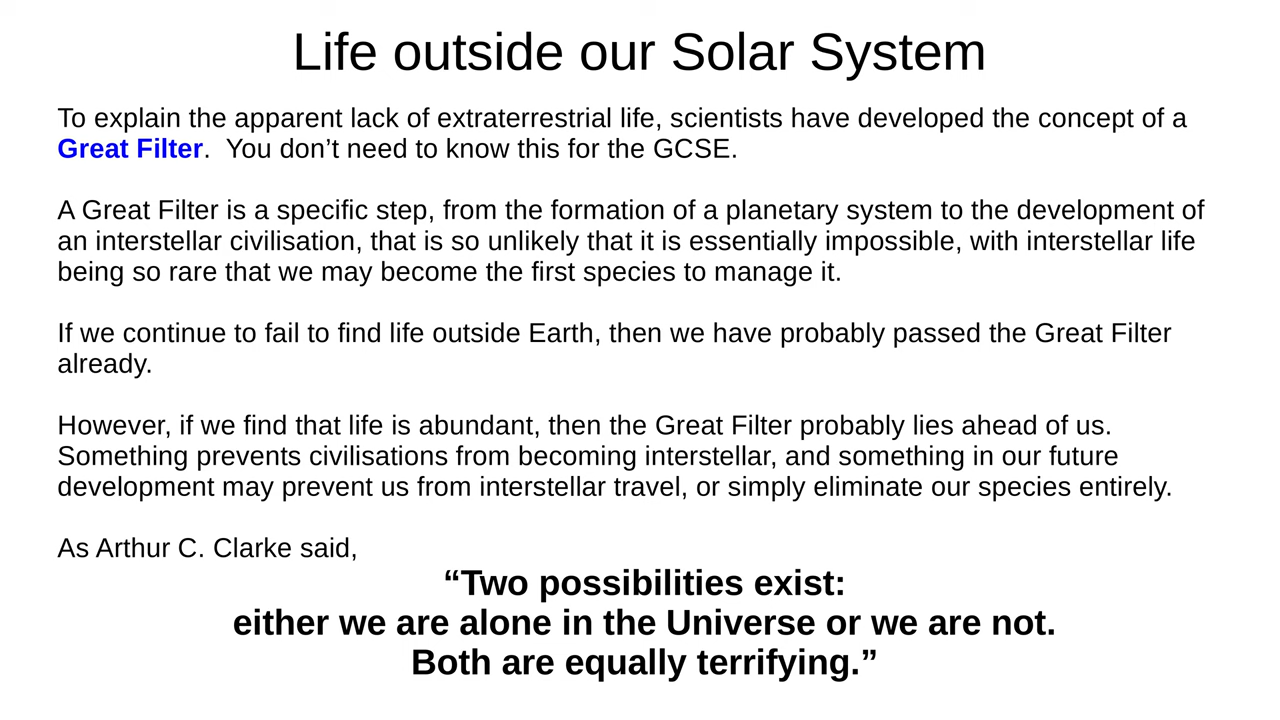 Life outside our Solar System
To explain the apparent lack of extraterrestrial life, scientists have developed the concept of a
Great Filter.  You don’t need to know this for the GCSE.
A Great Filter is a specific step, from the formation of a planetary system to the development of
an interstellar civilisation, that is so unlikely that it is essentially impossible, with interstellar life
being so rare that we may become the first species to manage it.
If we continue to fail to find life outside Earth, then we have probably passed the Great Filter
already.
However, if we find that life is abundant, then the Great Filter probably lies ahead of us.
Something prevents civilisations from becoming interstellar, and something in our future
development may prevent us from interstellar travel, or simply eliminate our species entirely.
As Arthur C. Clarke said,
“Two possibilities exist:
either we are alone in the Universe or we are not.
Both are equally terrifying.”